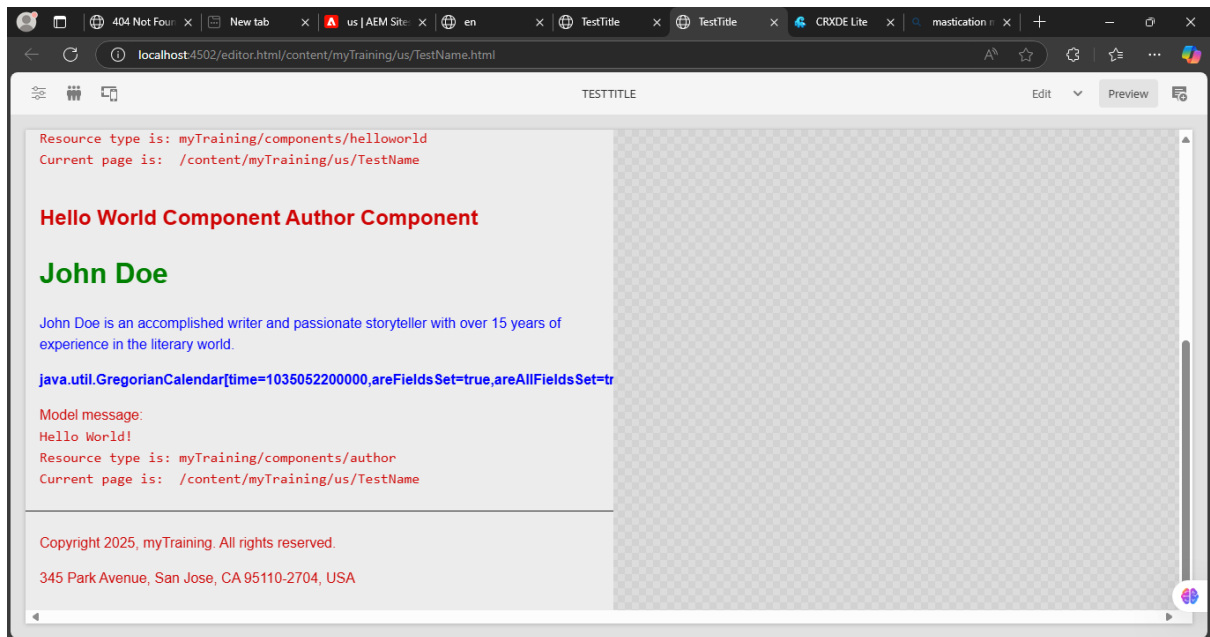 404 Not Foun
New tab
us | AEM Site
en
TestTitle
TestTitle
CRXDE Lite
mastication n
localhost:4502/editor.html/content/myTraining/us/TestName.html
TESTTITLE
Edit
Preview
Resource type is: myTraining/components/helloworld
Current page is: /content/myTraining/us/TestName
Hello World Component Author Component
John Doe
John Doe is an accomplished writer and passionate storyteller with over 15 years of
experience in the literary world.
java.util.GregorianCalendar[time=1035052200000,areFieldsSet=true,areAllFieldsSet=tr
Model message:
Hello World!
Resource type is: myTraining/components/author
Current page is: /content/myTraining/us/TestName
Copyright 2025, myTraining. All rights reserved.
345 Park Avenue, San Jose, CA 95110-2704, USA